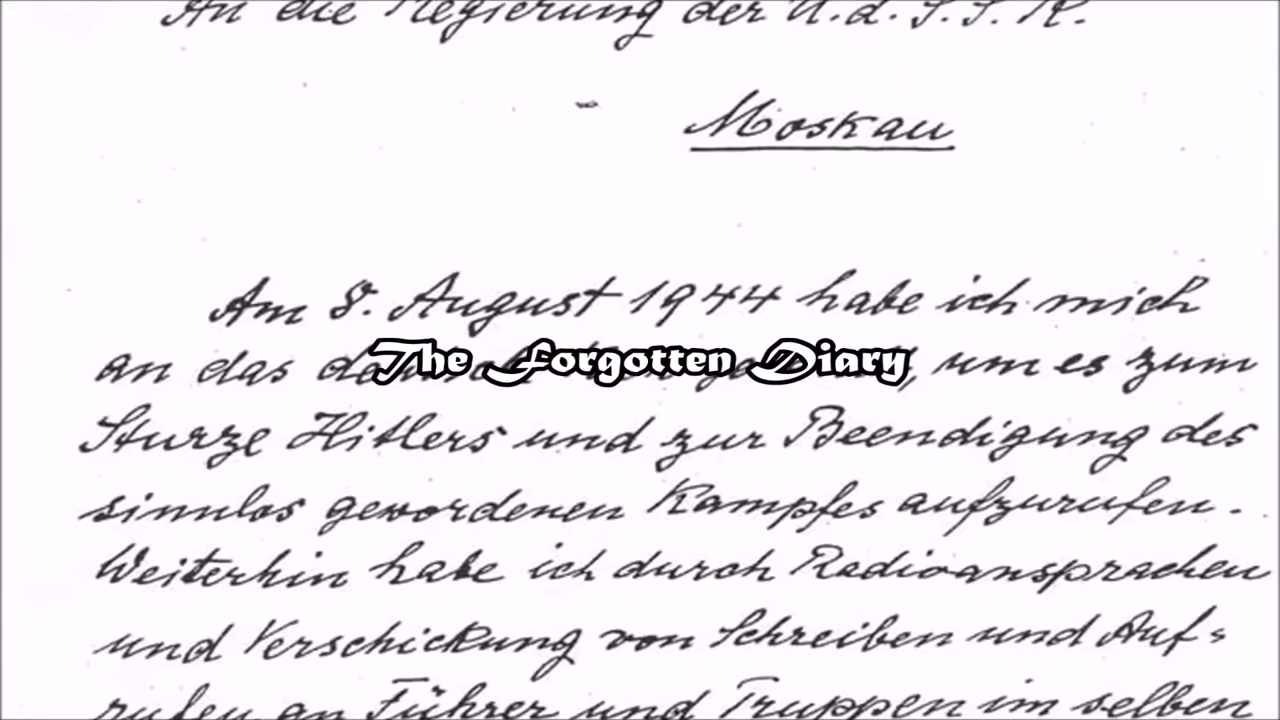 An die Regierung der U.d.S.S.R.
Moskau
Am 8. August 1944 habe ich mich
an das um es zum
The Forgotten Diary
Sturze Hitlers und zur Beendigung des
sinnlos gewordenen Kampfes aufzurufen.
Weiterhin habe ich durch Radioansprachen
und Verschickung von Schreiben und Auf=
rufen an Führer und Truppen im selben